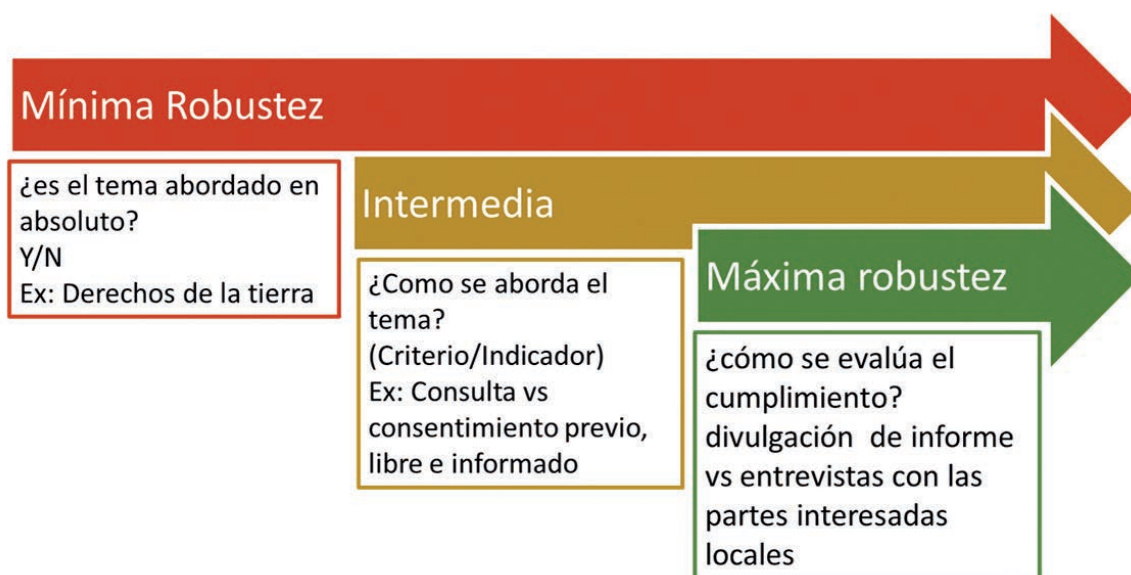 Mínima Robustez
¿es el tema abordado en
absoluto?
Y/N
Ex: Derechos de la tierra
Intermedia
¿Como se aborda el
tema?
(Criterio/Indicador)
Ex: Consulta vs
consentimiento previo,
libre e informado
Máxima robustez
¿cómo se evalúa el
cumplimiento?
divulgación de informe
vs entrevistas con las
partes interesadas
locales